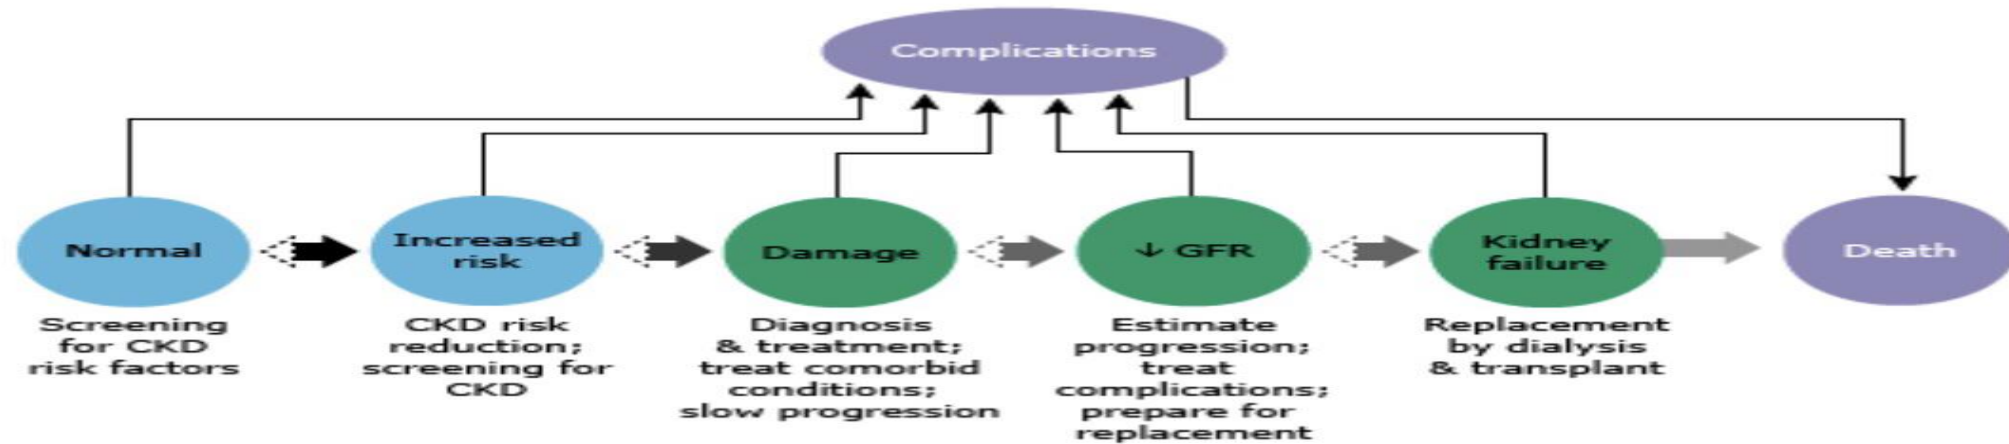 Complications
Normal
Increased
risk
Damage
↓ GFR
Kidney
failure
Death
Screening
for CKD
risk factors
CKD risk
reduction;
screening for
CKD
Diagnosis
& treatment;
treat comorbid
conditions;
slow progression
Estimate
progression;
treat
complications;
prepare for
replacement
Replacement
by dialysis
& transplant